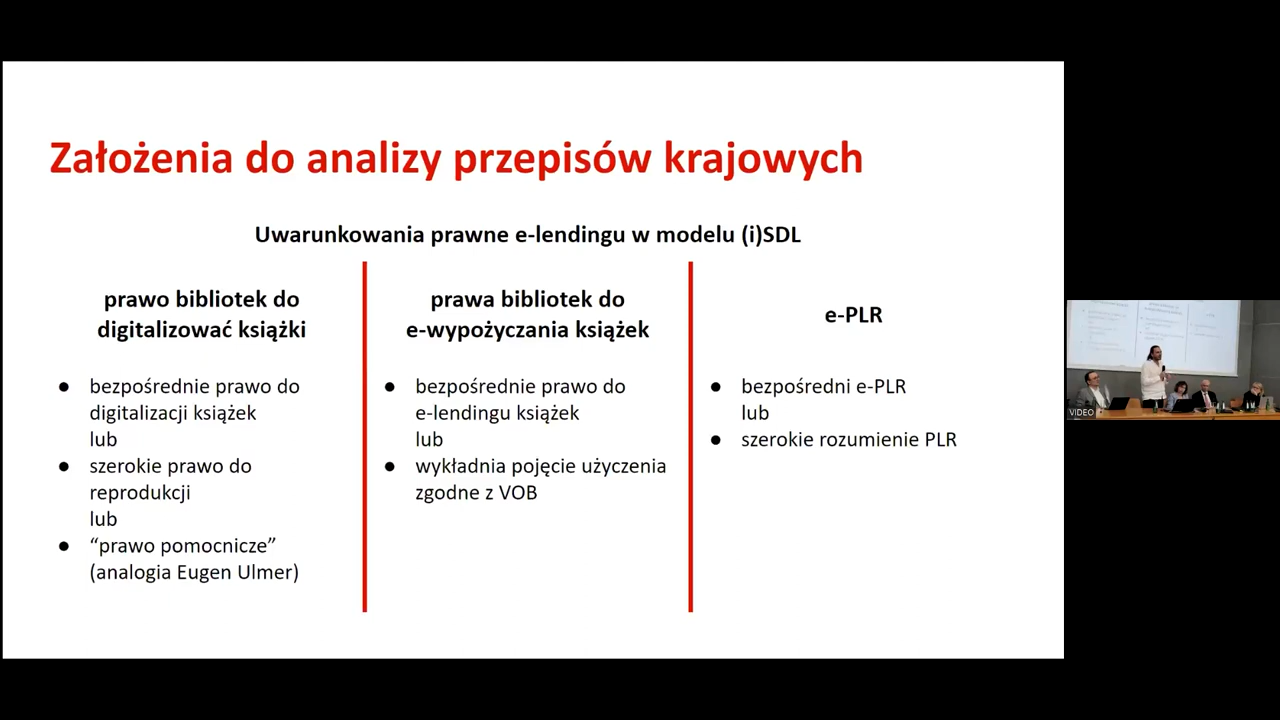 Założenia do analizy przepisów krajowych
Uwarunkowania prawne e-lendingu w modelu (i)SDL
prawo bibliotek do
digitalizować książki
● bezpośrednie prawo do
digitalizacji książek
lub
● szerokie prawo do
reprodukcji
lub
● “prawo pomocnicze”
(analogia Eugen Ulmer)
prawa bibliotek do
e-wypożyczania książek
● bezpośrednie prawo do
e-lendingu książek
lub
● wykładnia pojęcie użyczenia
zgodne z VOB
e-PLR
● bezpośredni e-PLR
lub
● szerokie rozumienie PLR
VIDEO